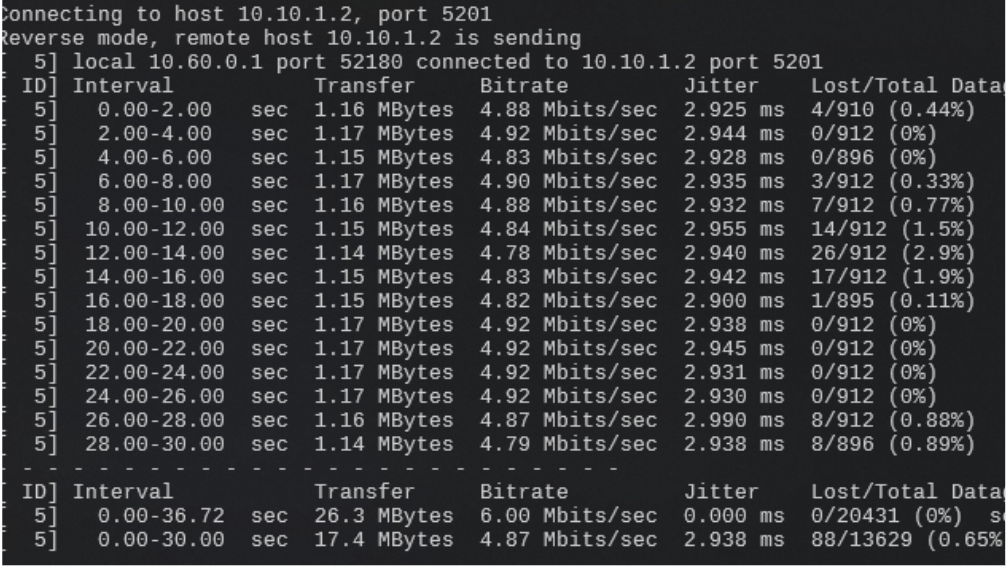 Connecting to host 10.10.1.2, port 5201
Reverse mode, remote host 10.10.1.2 is sending
[  5] local 10.60.0.1 port 52180 connected to 10.10.1.2 port 5201
[ ID] Interval           Transfer     Bitrate         Jitter    Lost/Total Datag
[  5]   0.00-2.00   sec  1.16 MBytes  4.88 Mbits/sec  2.925 ms  4/910 (0.44%)
[  5]   2.00-4.00   sec  1.17 MBytes  4.92 Mbits/sec  2.944 ms  0/912 (0%)
[  5]   4.00-6.00   sec  1.15 MBytes  4.83 Mbits/sec  2.928 ms  0/896 (0%)
[  5]   6.00-8.00   sec  1.17 MBytes  4.90 Mbits/sec  2.935 ms  3/912 (0.33%)
[  5]   8.00-10.00  sec  1.16 MBytes  4.88 Mbits/sec  2.932 ms  7/912 (0.77%)
[  5]  10.00-12.00  sec  1.15 MBytes  4.84 Mbits/sec  2.955 ms  14/912 (1.5%)
[  5]  12.00-14.00  sec  1.14 MBytes  4.78 Mbits/sec  2.940 ms  26/912 (2.9%)
[  5]  14.00-16.00  sec  1.15 MBytes  4.83 Mbits/sec  2.942 ms  17/912 (1.9%)
[  5]  16.00-18.00  sec  1.15 MBytes  4.82 Mbits/sec  2.900 ms  1/895 (0.11%)
[  5]  18.00-20.00  sec  1.17 MBytes  4.92 Mbits/sec  2.938 ms  0/912 (0%)
[  5]  20.00-22.00  sec  1.17 MBytes  4.92 Mbits/sec  2.945 ms  0/912 (0%)
[  5]  22.00-24.00  sec  1.17 MBytes  4.92 Mbits/sec  2.931 ms  0/912 (0%)
[  5]  24.00-26.00  sec  1.17 MBytes  4.92 Mbits/sec  2.930 ms  0/912 (0%)
[  5]  26.00-28.00  sec  1.16 MBytes  4.87 Mbits/sec  2.990 ms  8/912 (0.88%)
[  5]  28.00-30.00  sec  1.14 MBytes  4.79 Mbits/sec  2.938 ms  8/896 (0.89%)
- - - - - - - - - - - - - - - - - - - - - - - - -
[ ID] Interval           Transfer     Bitrate         Jitter    Lost/Total Datag
[  5]   0.00-36.72  sec  26.3 MBytes  6.00 Mbits/sec  0.000 ms  0/20431 (0%)  se
[  5]   0.00-30.00  sec  17.4 MBytes  4.87 Mbits/sec  2.938 ms  88/13629 (0.65%